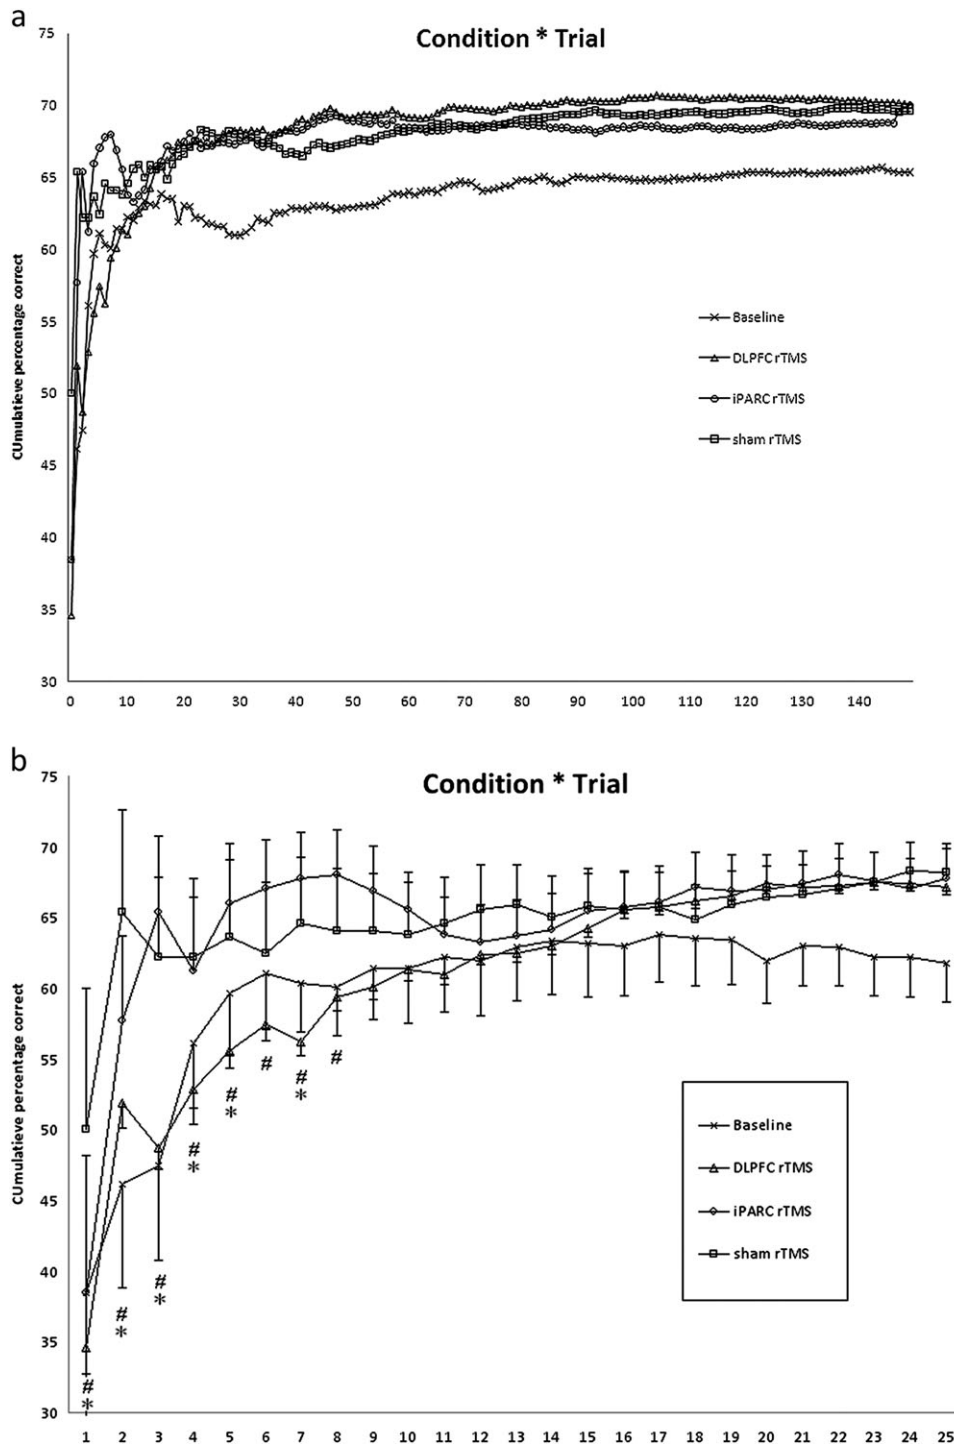 a
Condition * Trial
75
70
65
60
55
50
45
40
35
30
CUmulatieve percentage correct
Baseline
DLPFC rTMS
iPARC rTMS
sham rTMS
0 10 20 30 40 50 60 70 80 90 100 110 120 130 140
b
Condition * Trial
75
70
65
60
55
50
45
40
35
30
CUmulatieve percentage correct
#
*
#
*
#
*
#
*
#
*
#
#
*
#
Baseline
DLPFC rTMS
iPARC rTMS
sham rTMS
1 2 3 4 5 6 7 8 9 10 11 12 13 14 15 16 17 18 19 20 21 22 23 24 25